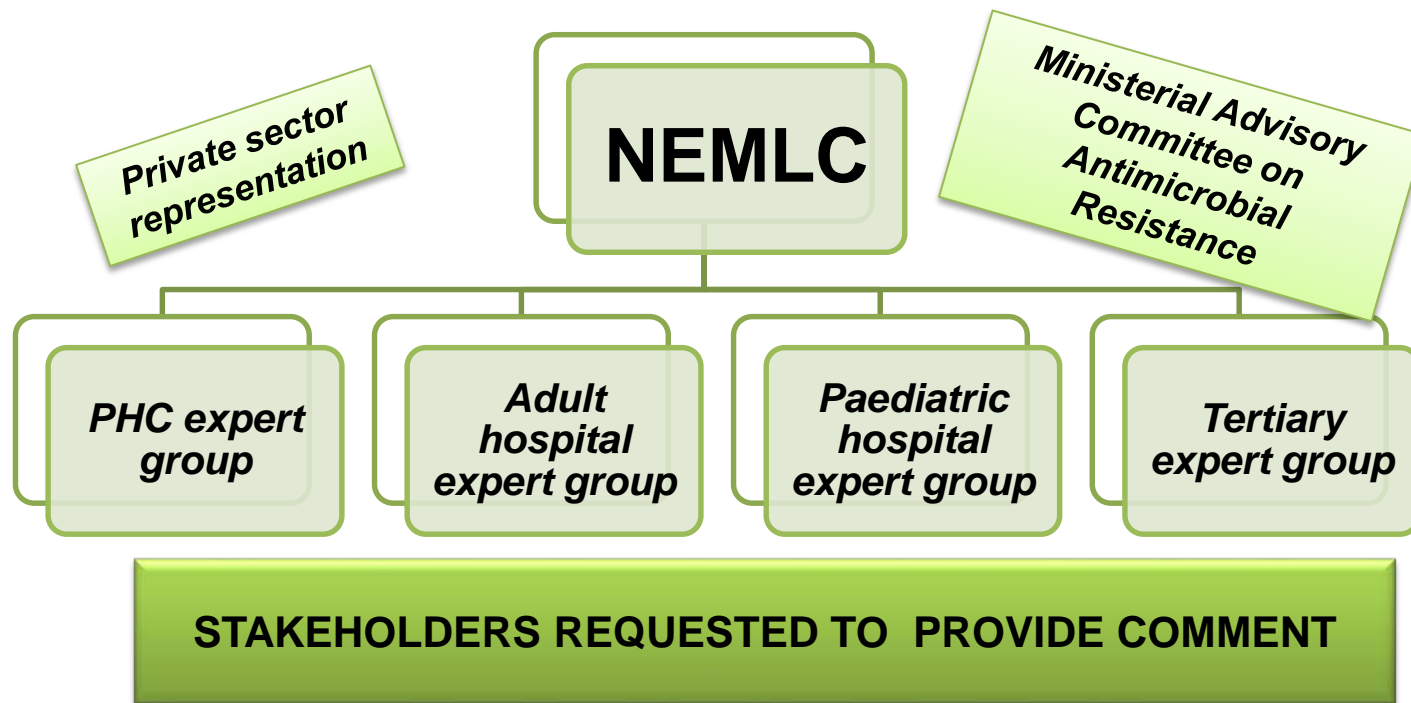 NEMLC
Private sector
representation
Ministerial Advisory
Committee on
Antimicrobial
Resistance
PHC expert
group
Adult
hospital
expert group
Paediatric
hospital
expert group
Tertiary
expert group
STAKEHOLDERS REQUESTED TO  PROVIDE COMMENT